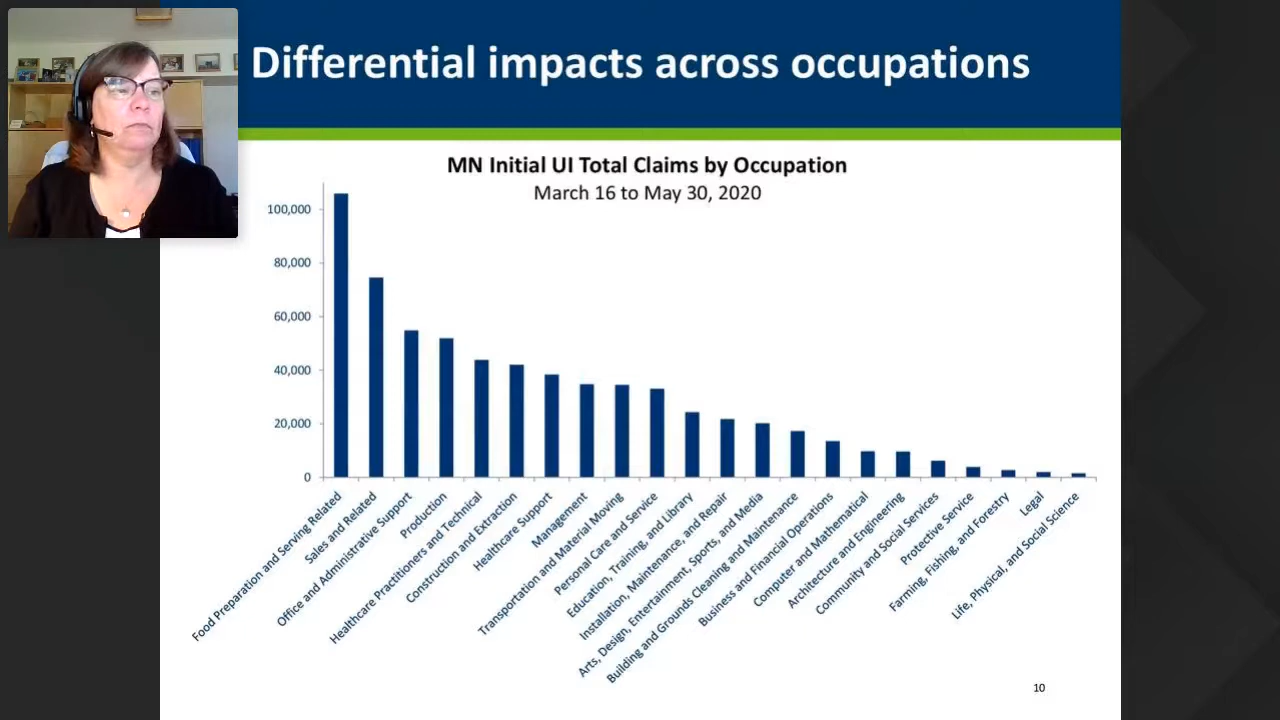 Differential impacts across occupations
MN Initial UI Total Claims by Occupation
March 16 to May 30, 2020
100,000
80,000
60,000
40,000
20,000
0
Food Preparation and Serving Related
Sales and Related
Office and Administrative Support
Production
Healthcare Practitioners and Technical
Construction and Extraction
Healthcare Support
Management
Transportation and Material Moving
Personal Care and Service
Education, Training, and Library
Installation, Maintenance, and Repair
Arts, Design, Entertainment, Sports, and Media
Building and Grounds Cleaning and Maintenance
Business and Financial Operations
Computer and Mathematical
Architecture and Engineering
Community and Social Services
Protective Service
Farming, Fishing, and Forestry
Legal
Life, Physical, and Social Science
10